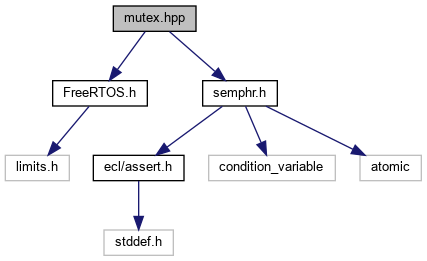 mutex.hpp
FreeRTOS.h
semphr.h
limits.h
ecl/assert.h
condition_variable
atomic
stddef.h